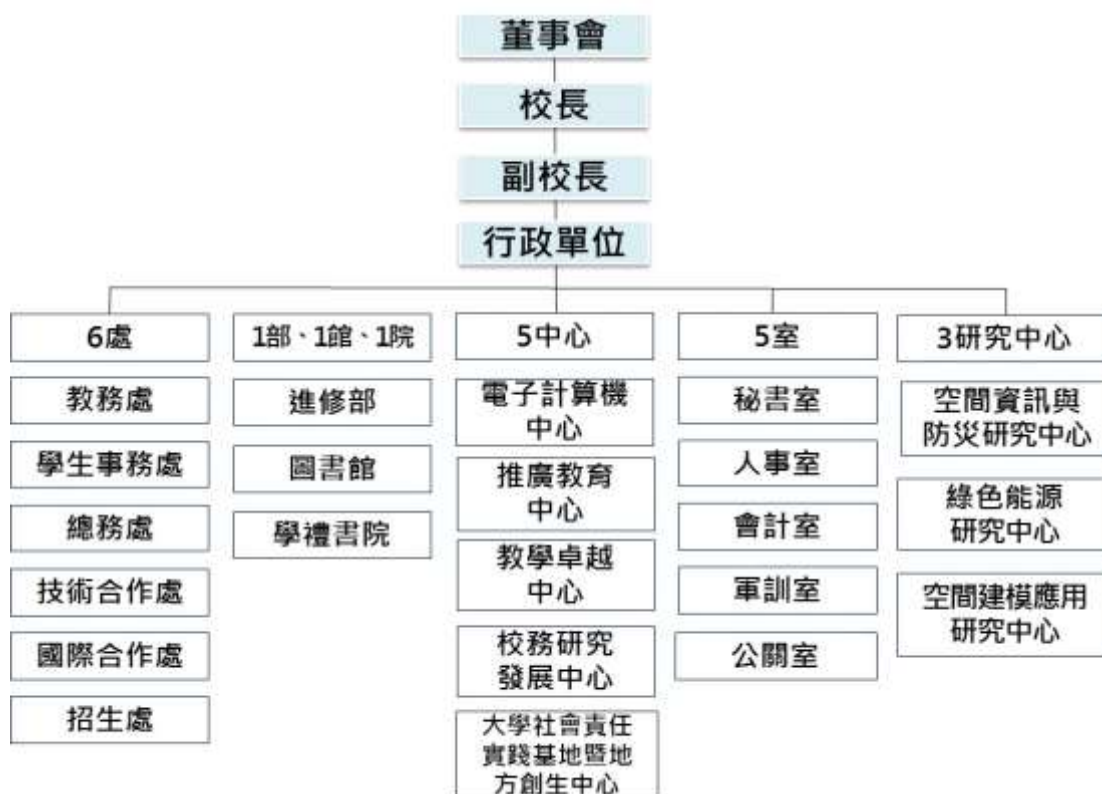 董事會
校長
副校長
行政單位
6處
教務處
學生事務處
總務處
技術合作處
國際合作處
招生處
1部、1館、1院
進修部
圖書館
學禮書院
5中心
電子計算機
中心
推廣教育
中心
教學卓越
中心
校務研究
發展中心
大學社會責任
實踐基地暨地
方創生中心
5室
秘書室
人事室
會計室
軍訓室
公關室
3研究中心
空間資訊與
防災研究中心
綠色能源
研究中心
空間建模應用
研究中心